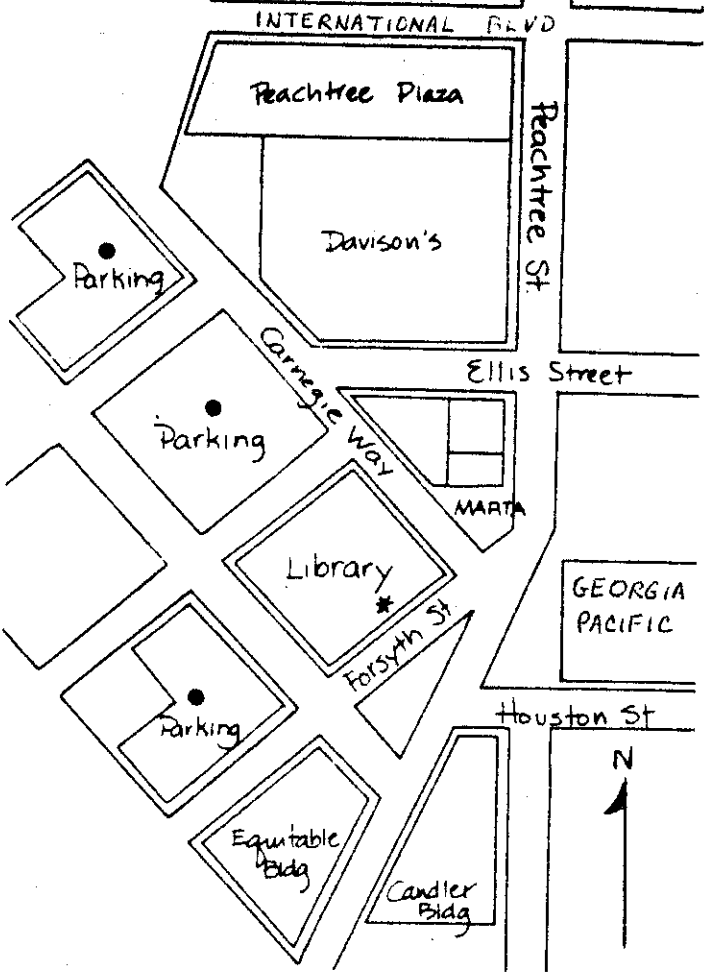 INTERNATIONAL BLVD
Peachtree Plaza
Peachtree St.
Davison's
Parking
Carnegie Way
Ellis Street
Parking
MARTA
Library
*
GEORGIA
PACIFIC
Forsyth St
Houston St
Parking
N
Equitable
Bldg
Candler
Bldg